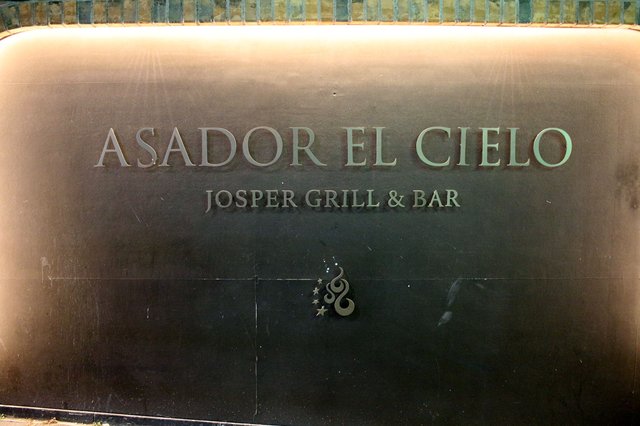 ASADOR EL CIELO
JOSPER GRILL & BAR